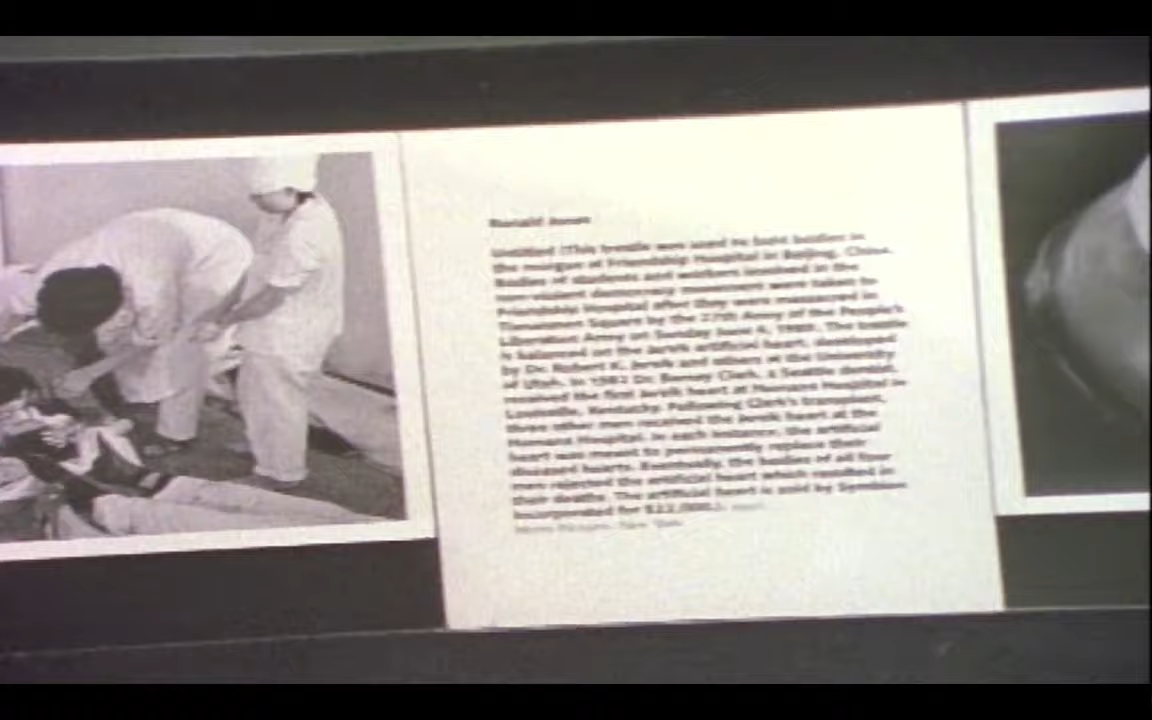 Ronald Jones
Untitled (This trestle was used to hold bodies in
the morgue at Friendship Hospital in Beijing, China.
Bodies of students and workers involved in the
non-violent democracy movement were taken to
Friendship Hospital after they were massacred in
Tiananmen Square by the 27th Army of the People's
Liberation Army on Sunday June 4, 1989. The trestle
is balanced on the Jarvik artificial heart, developed
by Dr. Robert K. Jarvik and others at the University
of Utah. In 1982 Dr. Barney Clark, a Seattle dentist,
received the first Jarvik heart at Humana Hospital in
Louisville, Kentucky. Following Clark's
three other men received the Jarvik heart at the
Humana Hospital. In each instance, the artificial
heart was meant to permanently replace their
diseased hearts. Eventually, the bodies of all four
men rejected the artificial heart which resulted in
their deaths. The artificial heart is sold by Symbion
Incorporated for $22,000.).
New York